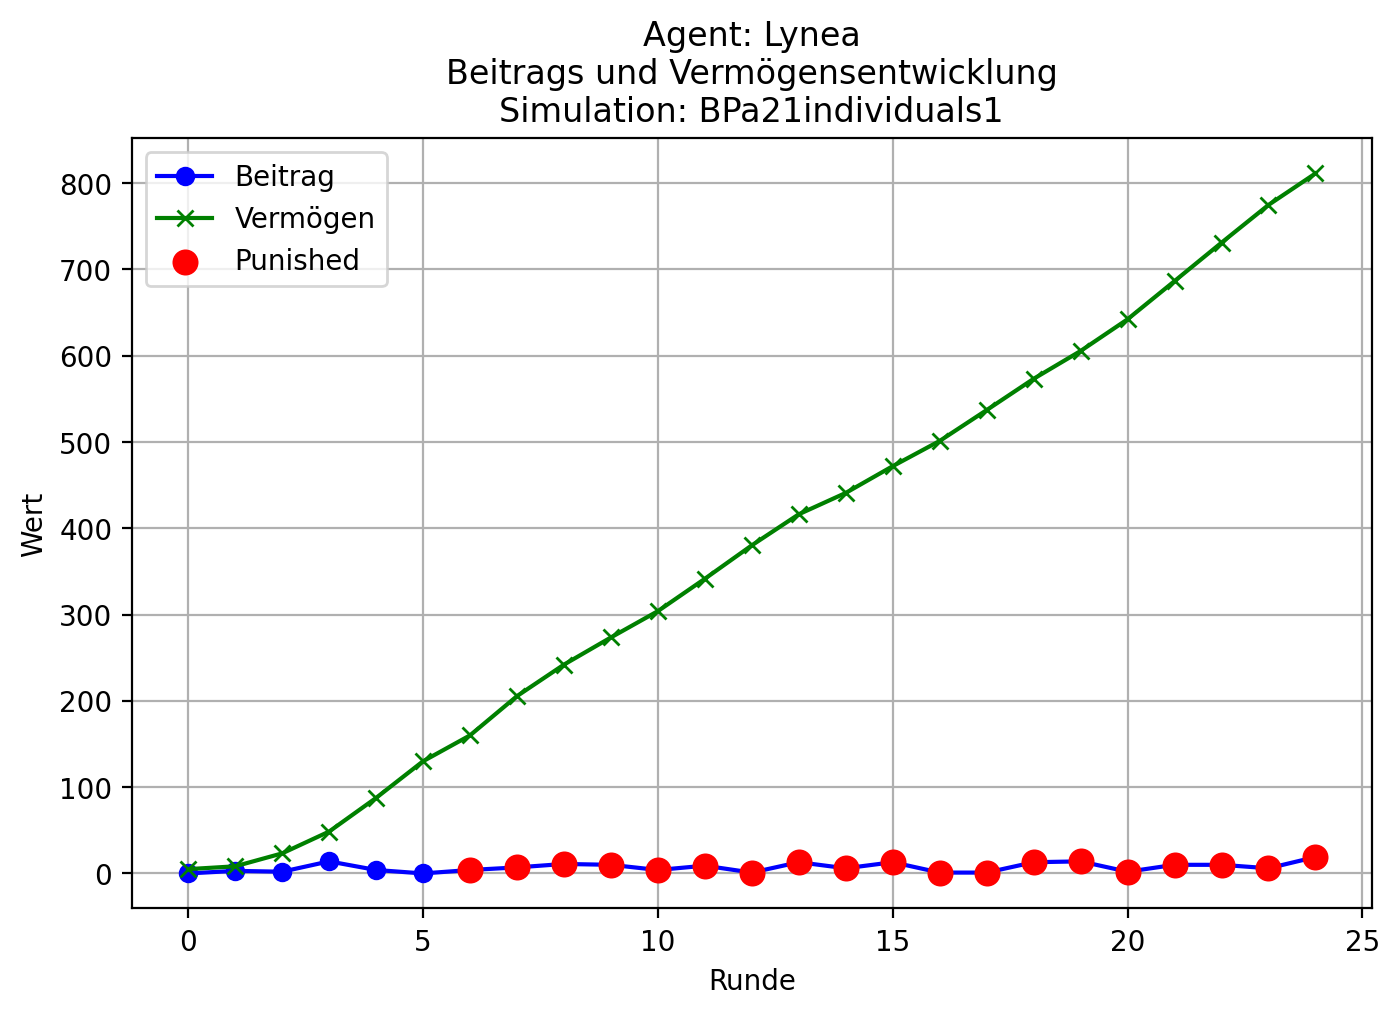 Agent: Lynea
Beitrags und Vermögensentwicklung
Simulation: BPa21individuals1
Beitrag
Vermögen
Punished
800
700
600
500
400
300
200
100
0
Wert
0 5 10 15 20 25
Runde